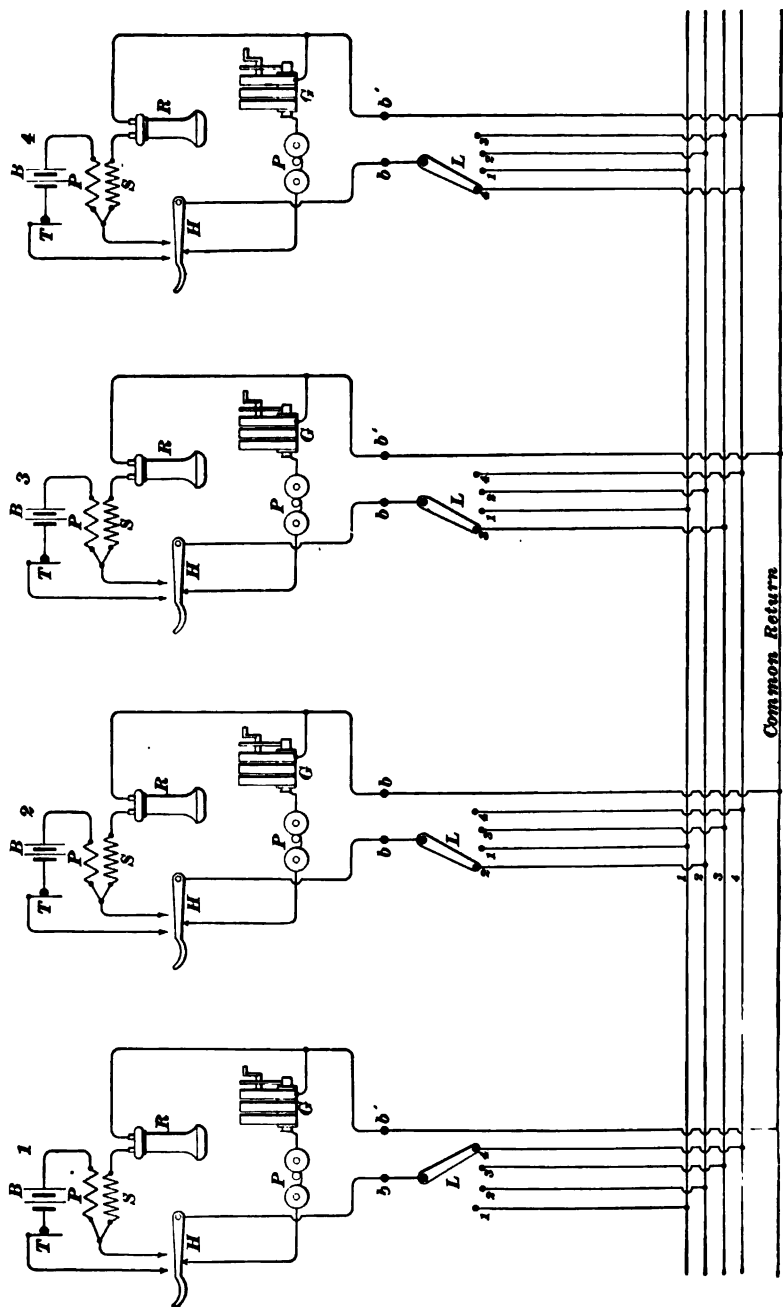 B 1 B 2 B 3 B 4
T P T P T P T P
S R S R S R S R
H H H H
P G P G P G P G
b b' b b b b' b b'
L L L L
1 2 3 4 2 1 3 4 3 1 2 4 4 1 2 3
1
2
3
4
Common Return